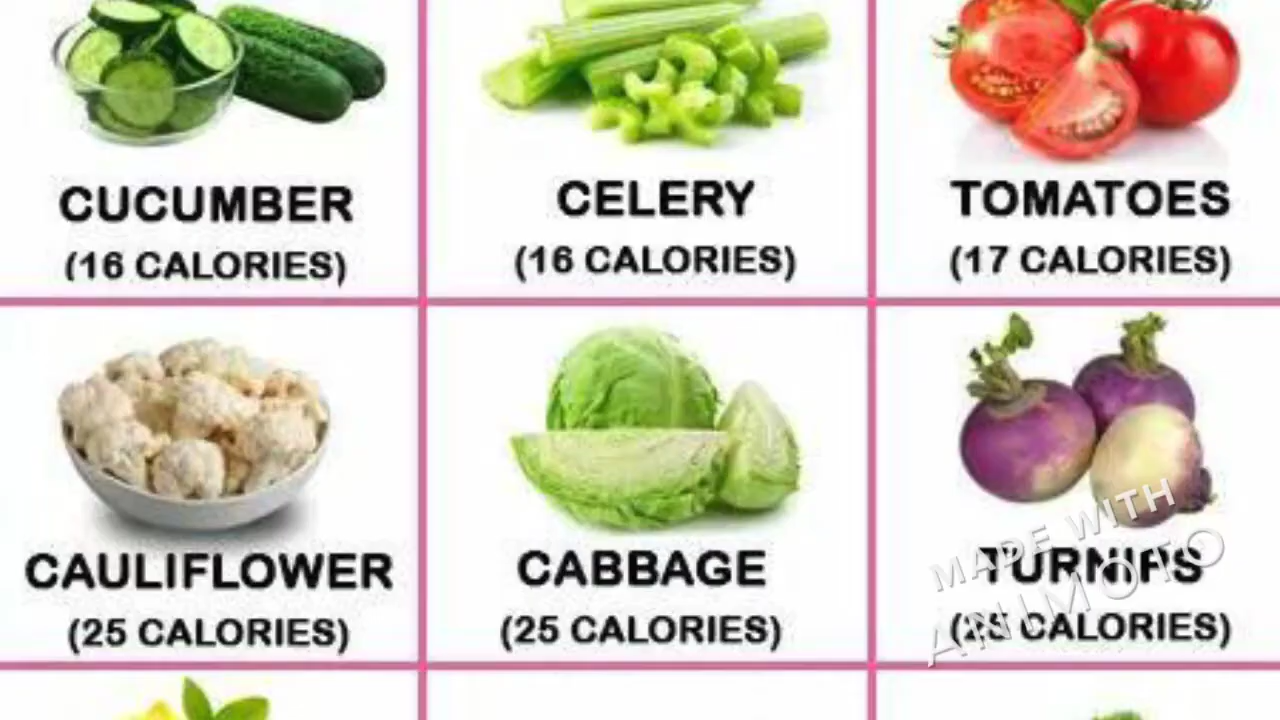 CUCUMBER
(16 CALORIES)
CELERY
(16 CALORIES)
TOMATOES
(17 CALORIES)
CAULIFLOWER
(25 CALORIES)
CABBAGE
(25 CALORIES)
TURNIPS
CALORIES)
MADE WITH
ANIMOTO